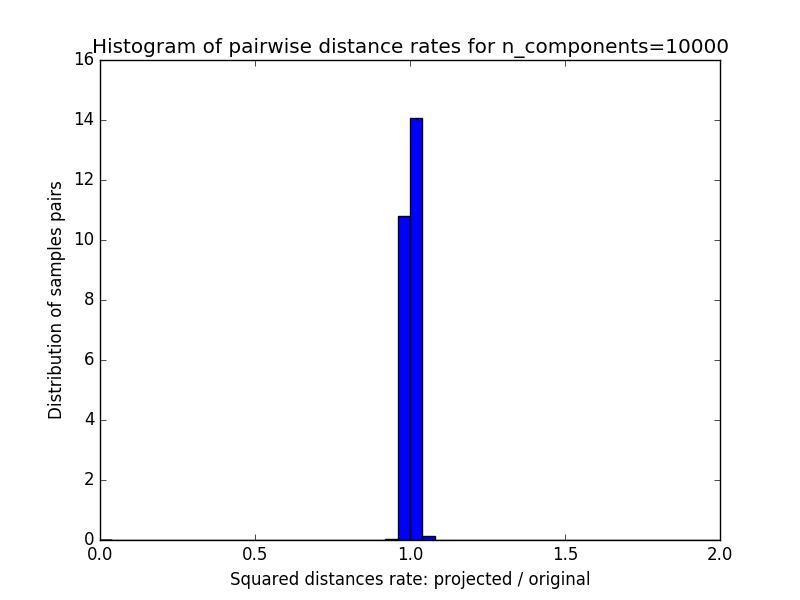 Histogram of pairwise distance rates for n_components=10000
16
14
12
10
8
6
4
2
0
Distribution of samples pairs
0.0 0.5 1.0 1.5 2.0
Squared distances rate: projected / original